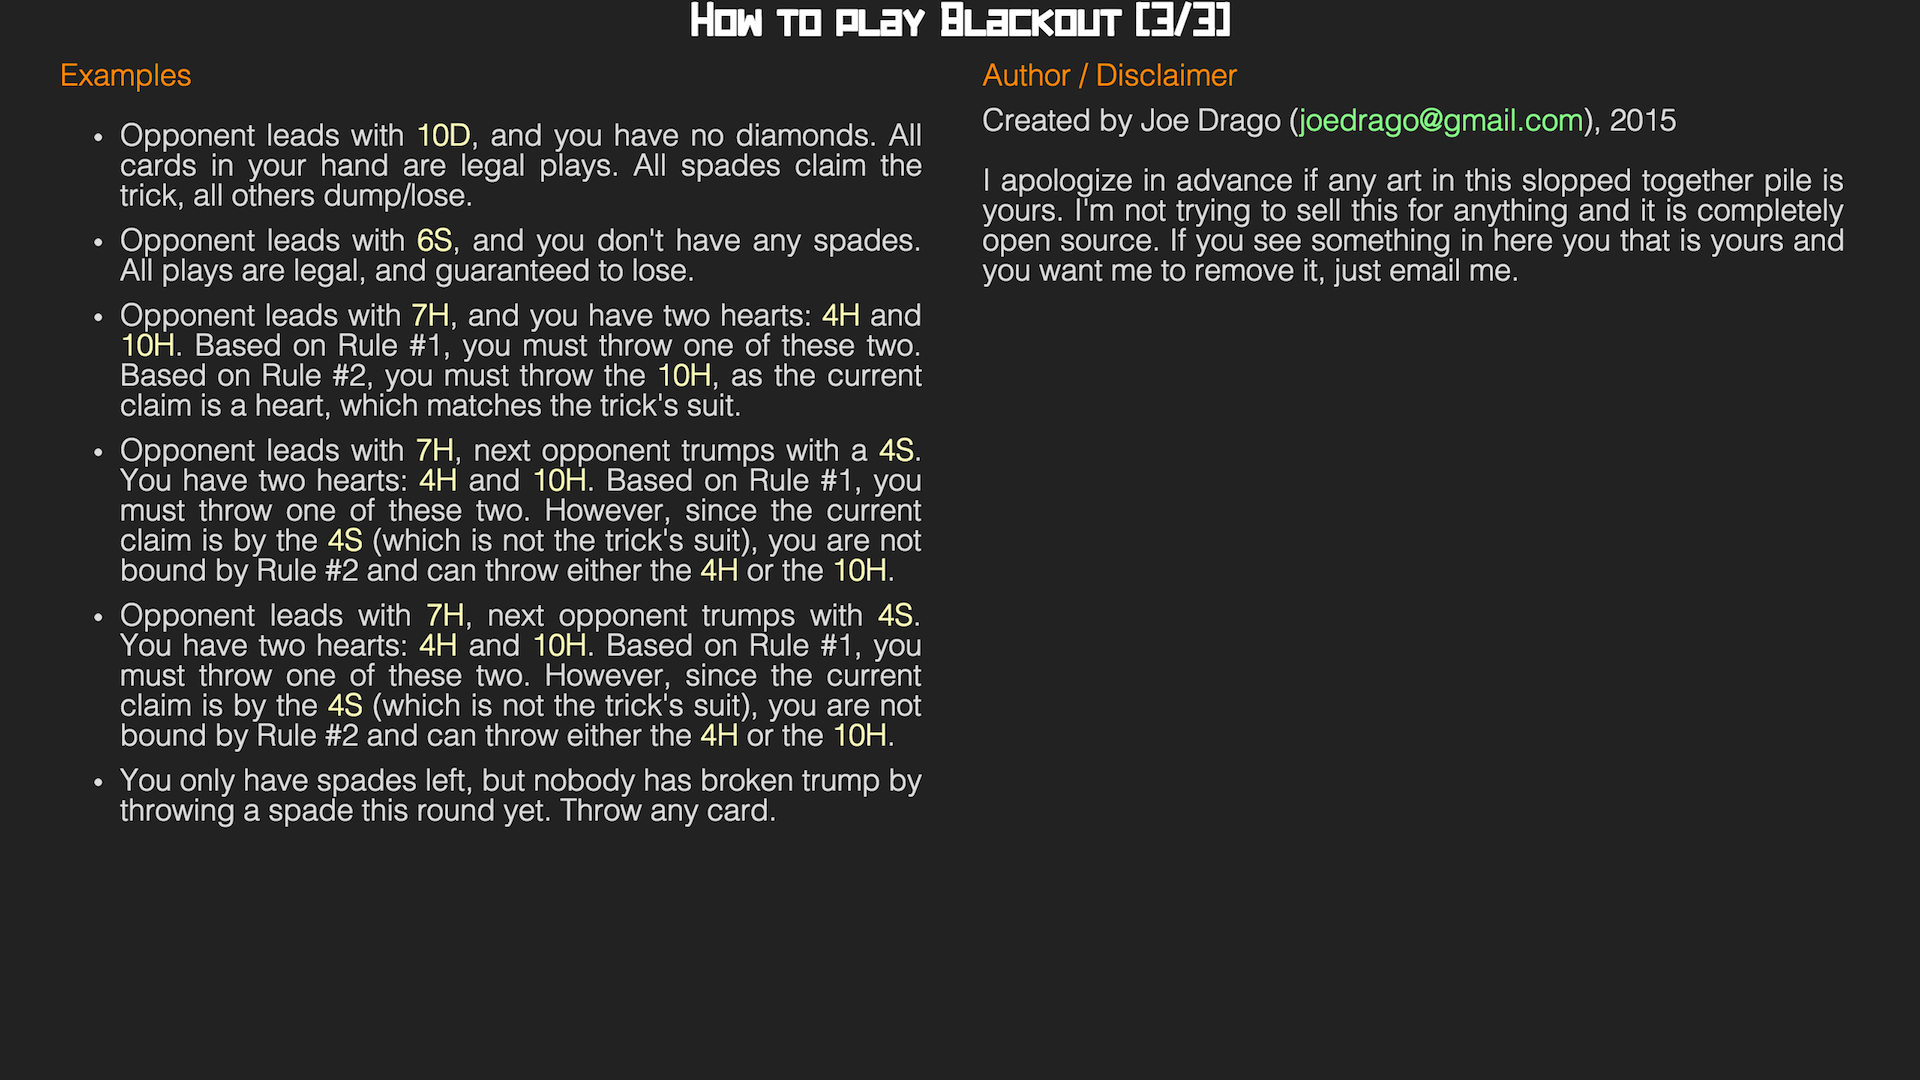 How to play Blackout (3/3)
Examples
• Opponent leads with 10D, and you have no diamonds. All
cards in your hand are legal plays. All spades claim the
trick, all others dump/lose.
• Opponent leads with 6S, and you don't have any spades.
All plays are legal, and guaranteed to lose.
• Opponent leads with 7H, and you have two hearts: 4H and
10H. Based on Rule #1, you must throw one of these two.
Based on Rule #2, you must throw the 10H, as the current
claim is a heart, which matches the trick's suit.
• Opponent leads with 7H, next opponent trumps with a 4S.
You have two hearts: 4H and 10H. Based on Rule #1, you
must throw one of these two. However, since the current
claim is by the 4S (which is not the trick's suit), you are not
bound by Rule #2 and can throw either the 4H or the 10H.
• Opponent leads with 7H, next opponent trumps with 4S.
You have two hearts: 4H and 10H. Based on Rule #1, you
must throw one of these two. However, since the current
claim is by the 4S (which is not the trick's suit), you are not
bound by Rule #2 and can throw either the 4H or the 10H.
• You only have spades left, but nobody has broken trump by
throwing a spade this round yet. Throw any card.
Author / Disclaimer
Created by Joe Drago (joedrago@gmail.com), 2015
I apologize in advance if any art in this slopped together pile is
yours. I'm not trying to sell this for anything and it is completely
open source. If you see something in here you that is yours and
you want me to remove it, just email me.